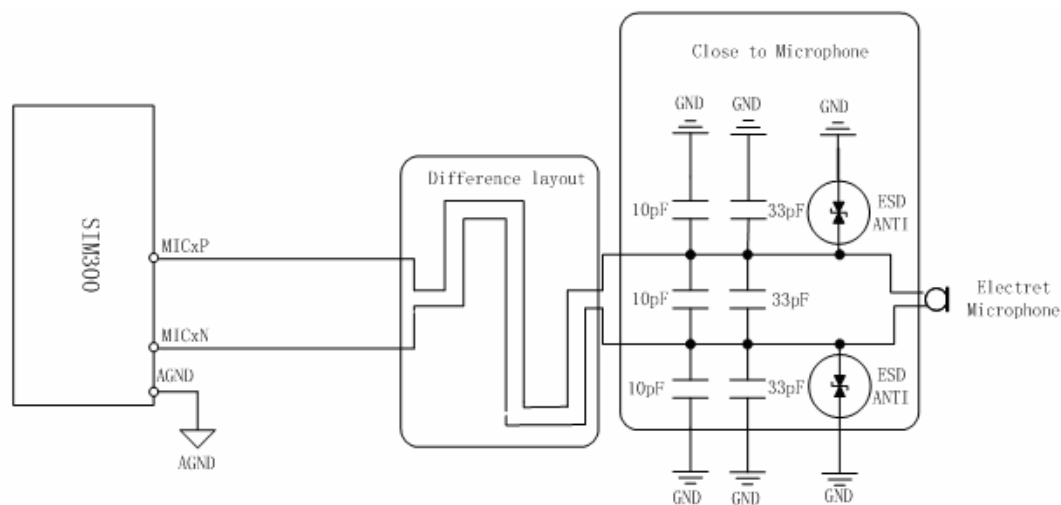 Close to Microphone
GND
GND
GND
Difference layout
10pF
33pF
ESD
ANTI
SIM300
MICxP
10pF
33pF
Electret
Microphone
MICxN
AGND
10pF
33pF
ESD
ANTI
AGND
GND
GND
GND